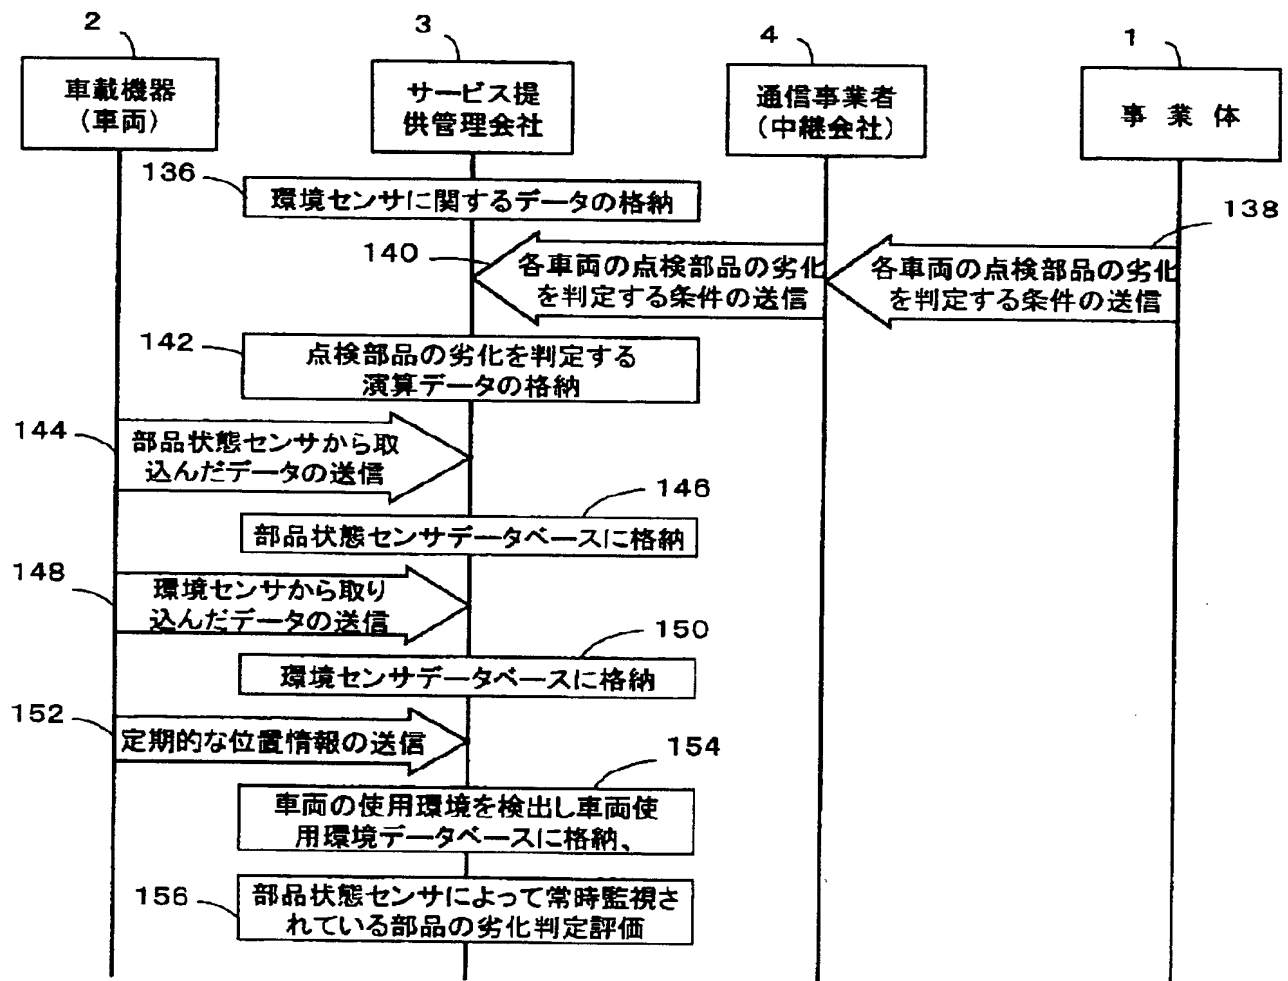 2
3
4
1
車載機器
(車両)
サービス提
供管理会社
通信事業者
(中継会社)
事 業 体
136
環境センサに関するデータの格納
138
140
各車両の点検部品の劣化
を判定する条件の送信
各車両の点検部品の劣化
を判定する条件の送信
142
点検部品の劣化を判定する
演算データの格納
144
部品状態センサから取
込んだデータの送信
146
部品状態センサデータベースに格納
148
環境センサから取り
込んだデータの送信
150
環境センサデータベースに格納
152
定期的な位置情報の送信
154
車両の使用環境を検出し車両使
用環境データベースに格納、
156
部品状態センサによって常時監視さ
れている部品の劣化判定評価